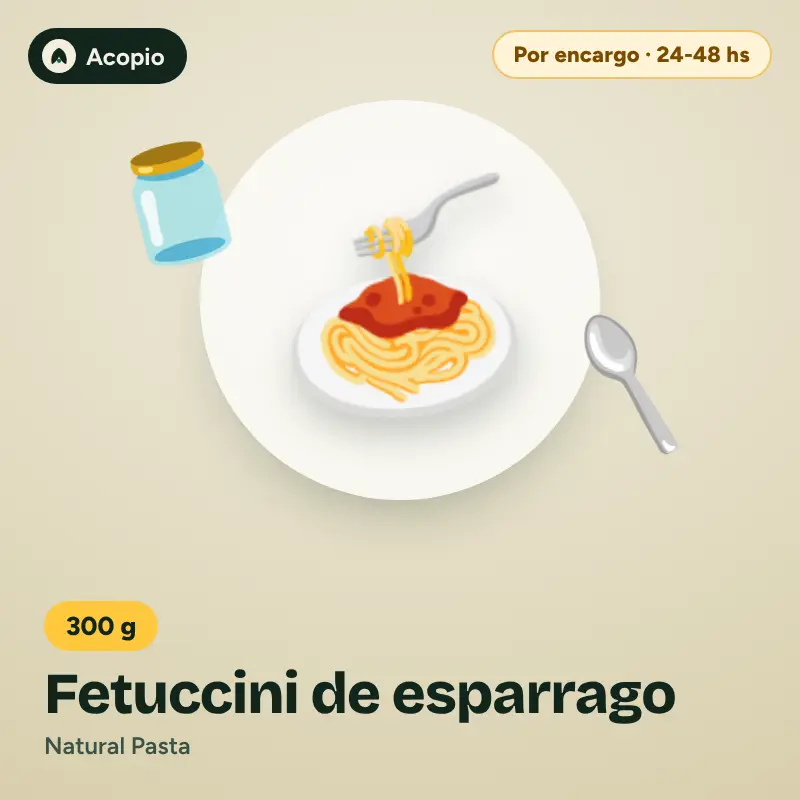 Acopio
Por encargo · 24-48 hs
300 g
Fetuccini de esparrago
Natural Pasta